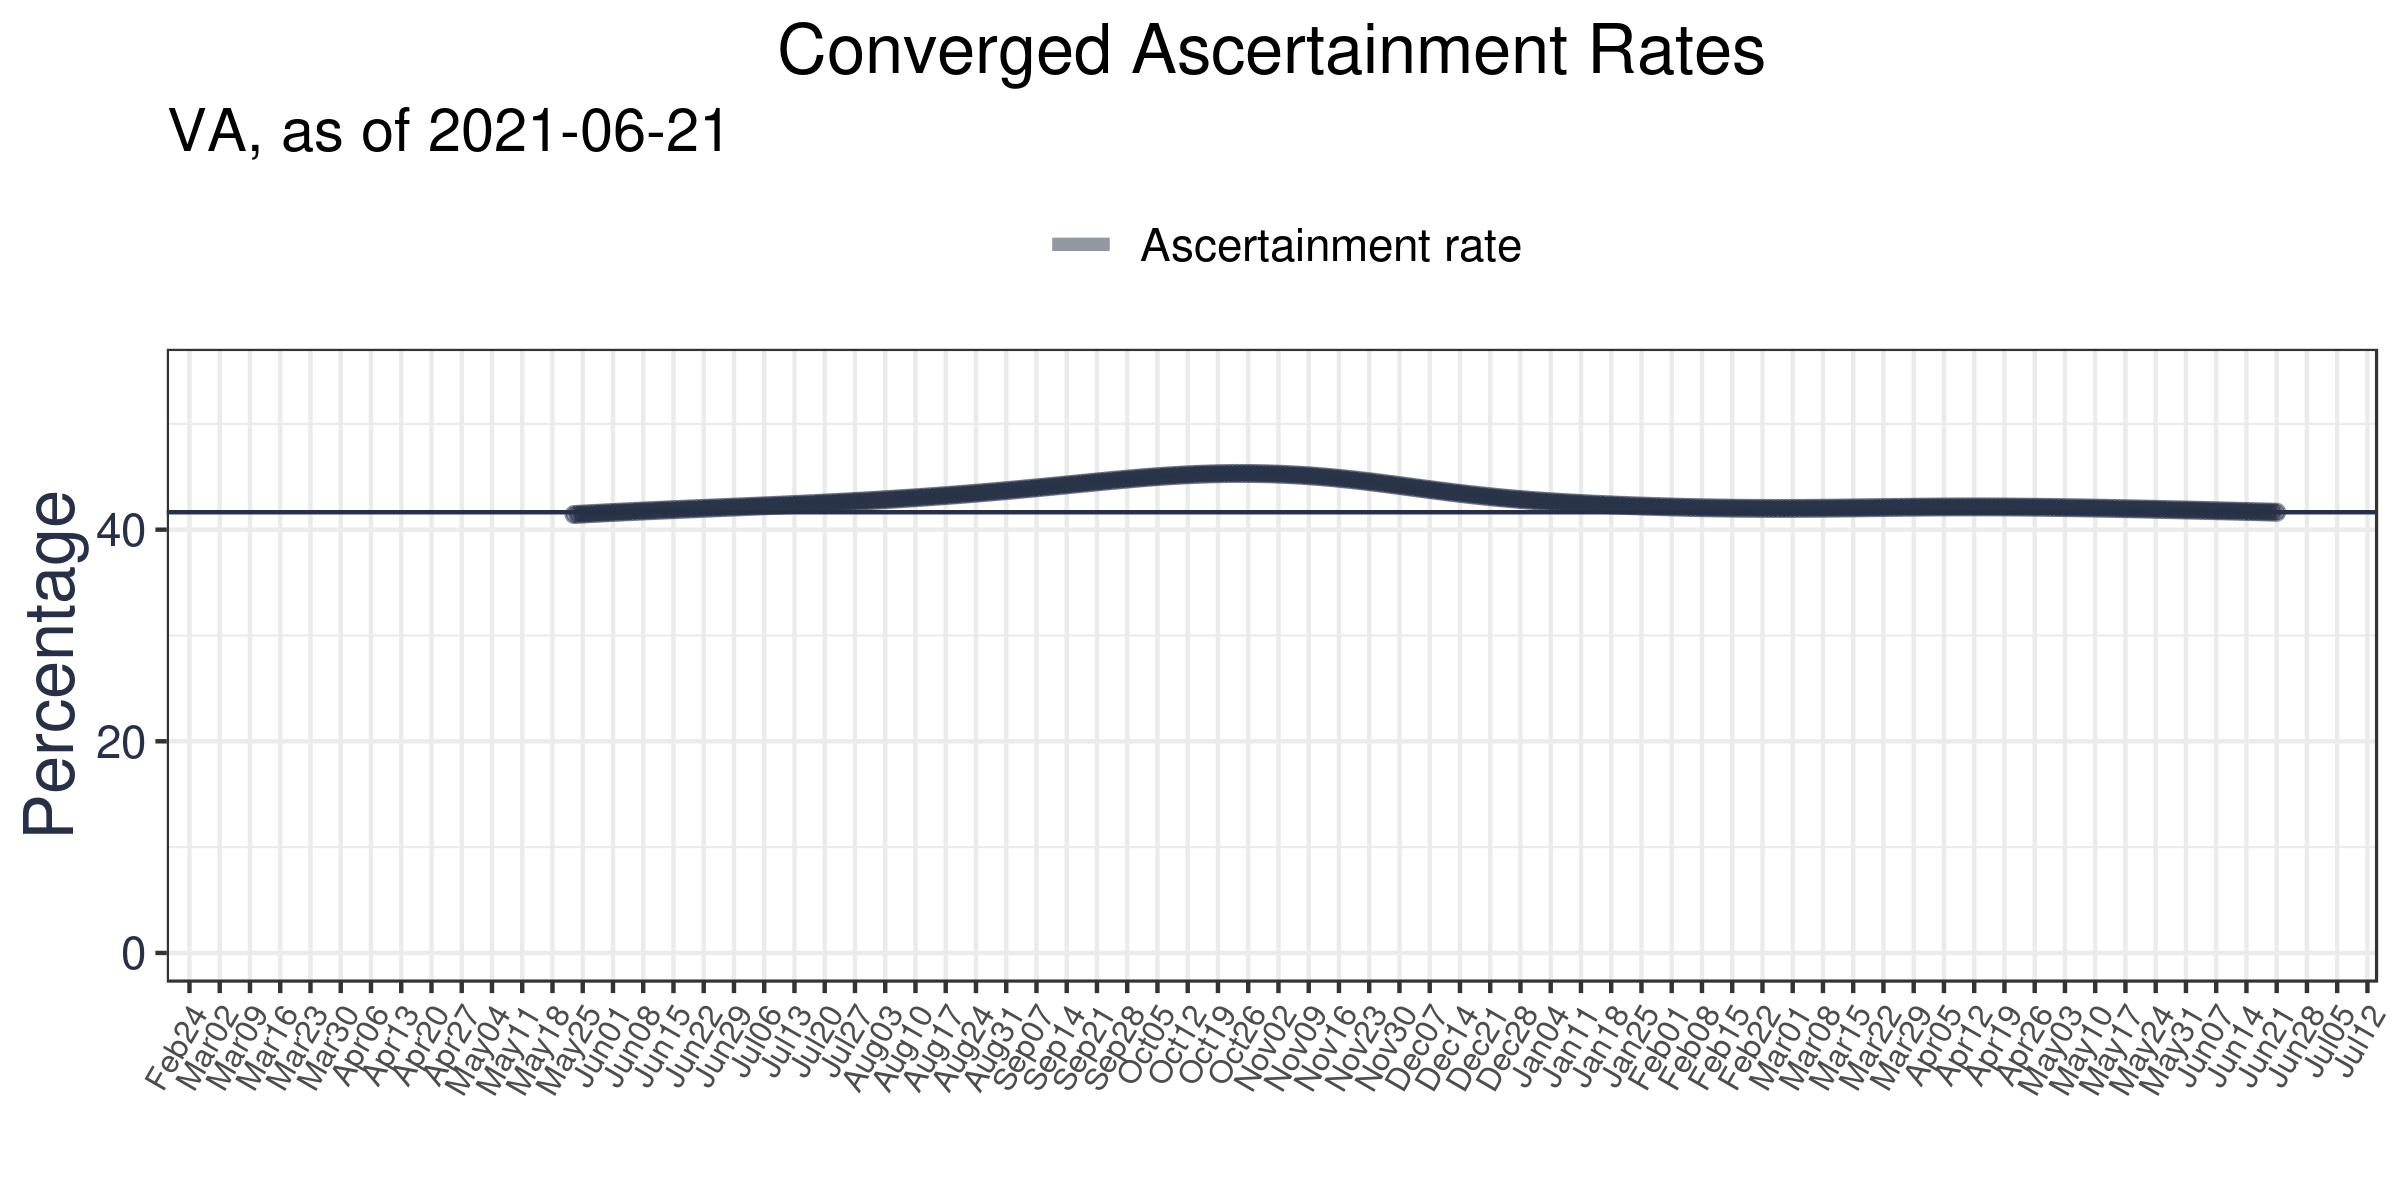 Converged Ascertainment Rates
VA, as of 2021-06-21
Ascertainment rate
Percentage
40
20
0
Feb24
Mar02
Mar09
Mar16
Mar23
Mar30
Apr06
Apr13
Apr20
Apr27
May04
May11
May18
May25
Jun01
Jun08
Jun15
Jun22
Jun29
Jul06
Jul13
Jul20
Jul27
Aug03
Aug10
Aug17
Aug24
Aug31
Sep07
Sep14
Sep21
Sep28
Oct05
Oct12
Oct19
Oct26
Nov02
Nov09
Nov16
Nov23
Nov30
Dec07
Dec14
Dec21
Dec28
Jan04
Jan11
Jan18
Jan25
Feb01
Feb08
Feb15
Feb22
Mar01
Mar08
Mar15
Mar22
Mar29
Apr05
Apr12
Apr19
Apr26
May03
May10
May17
May24
May31
Jun07
Jun14
Jun21
Jun28
Jul05
Jul12